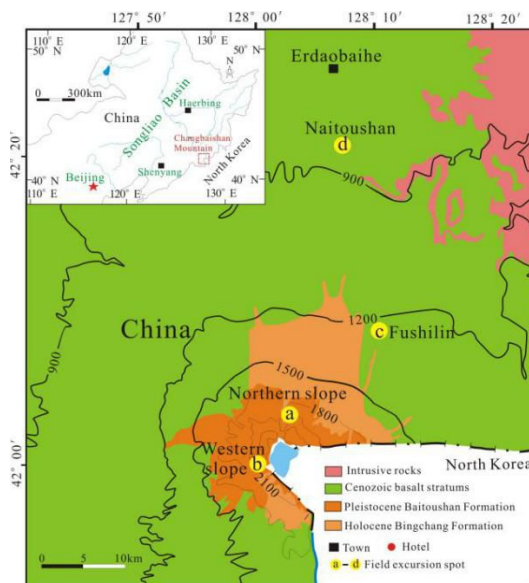 127°50' 128°00' 128°10' 128°20'
110°E 120°E 130°E
50°N 50°N
N
0 300km
China
Songliao Basin
Haerbing
Changbaishan
Mountain
Beijing
Shenyang
North Korea
40°N 40°N
120°E 130°E
Erdaobaihe
Naitoushan
d
42°20'
900
China
1200
c Fushilin
900
1500
Northern slope
a 1800
Western
slope b
2100
42°00'
North Korea
Intrusive rocks
Cenozoic basalt stratums
Pleistocene Baitoushan Formation
Holocene Bingchang Formation
Town Hotel
a - d Field excursion spot
0 10km